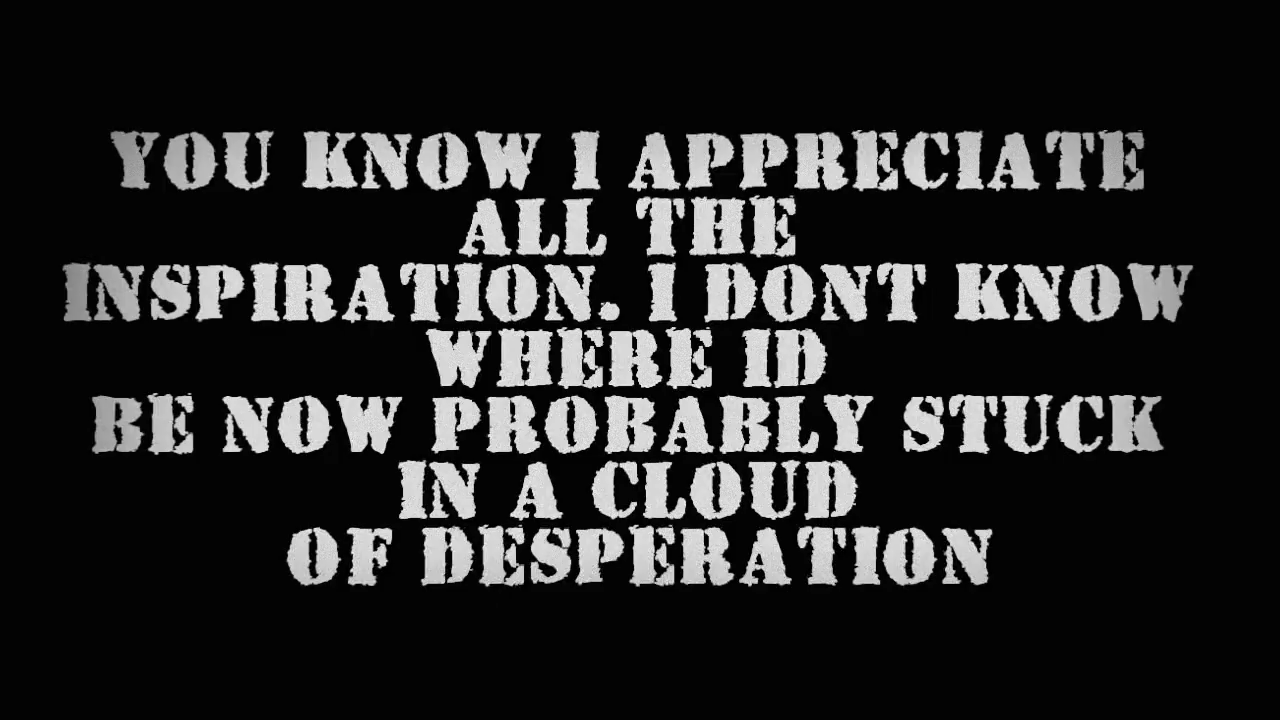 YOU KNOW I APPRECIATE
ALL THE
INSPIRATION. I DONT KNOW
WHERE ID
BE NOW PROBABLY STUCK
IN A CLOUD
OF DESPERATION